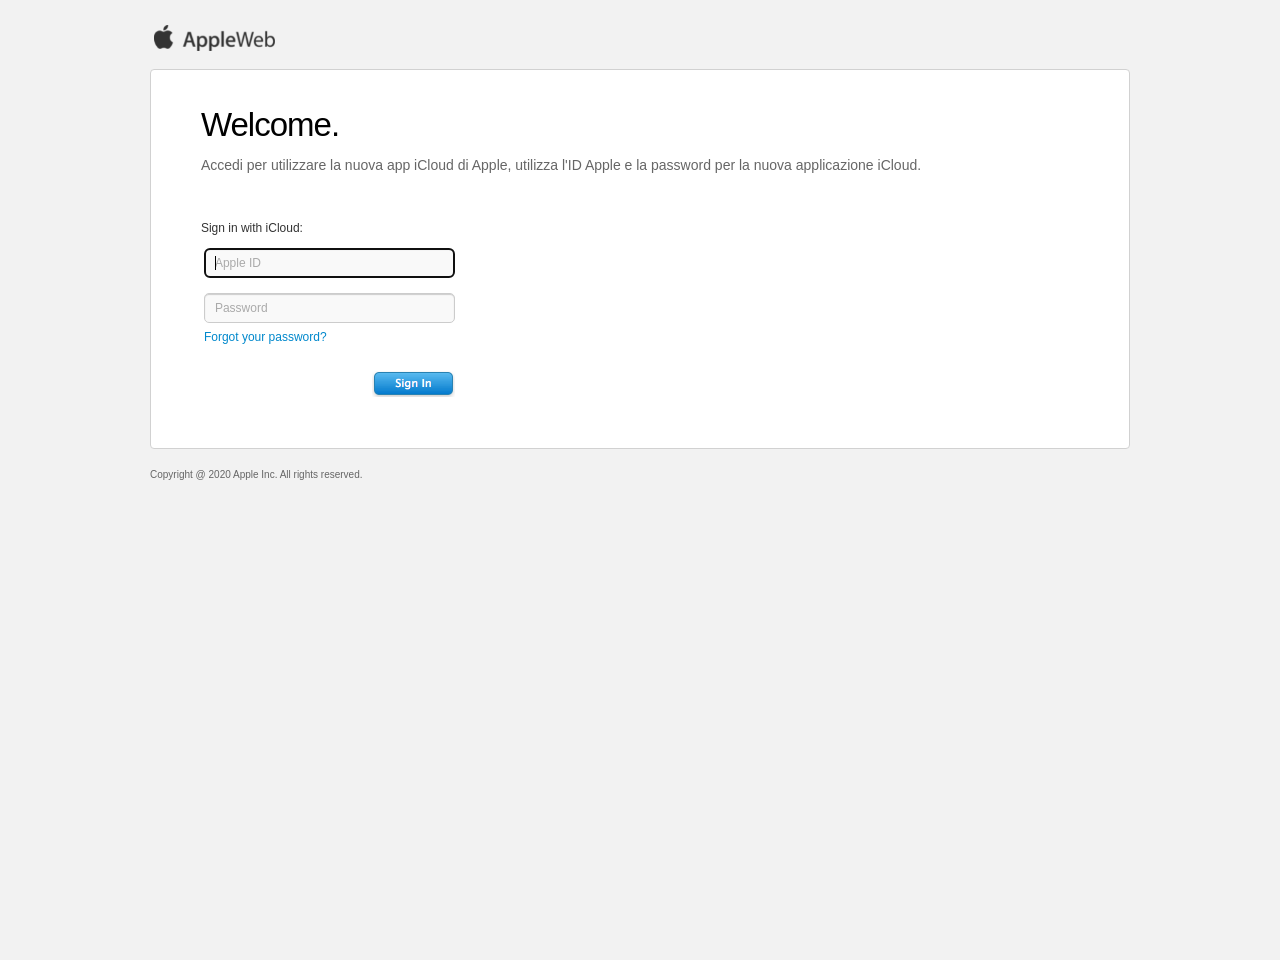 AppleWeb
Welcome.
Accedi per utilizzare la nuova app iCloud di Apple, utilizza l'ID Apple e la password per la nuova applicazione iCloud.
Sign in with iCloud:
Apple ID
Password
Forgot your password?
Sign In
Copyright @ 2020 Apple Inc. All rights reserved.